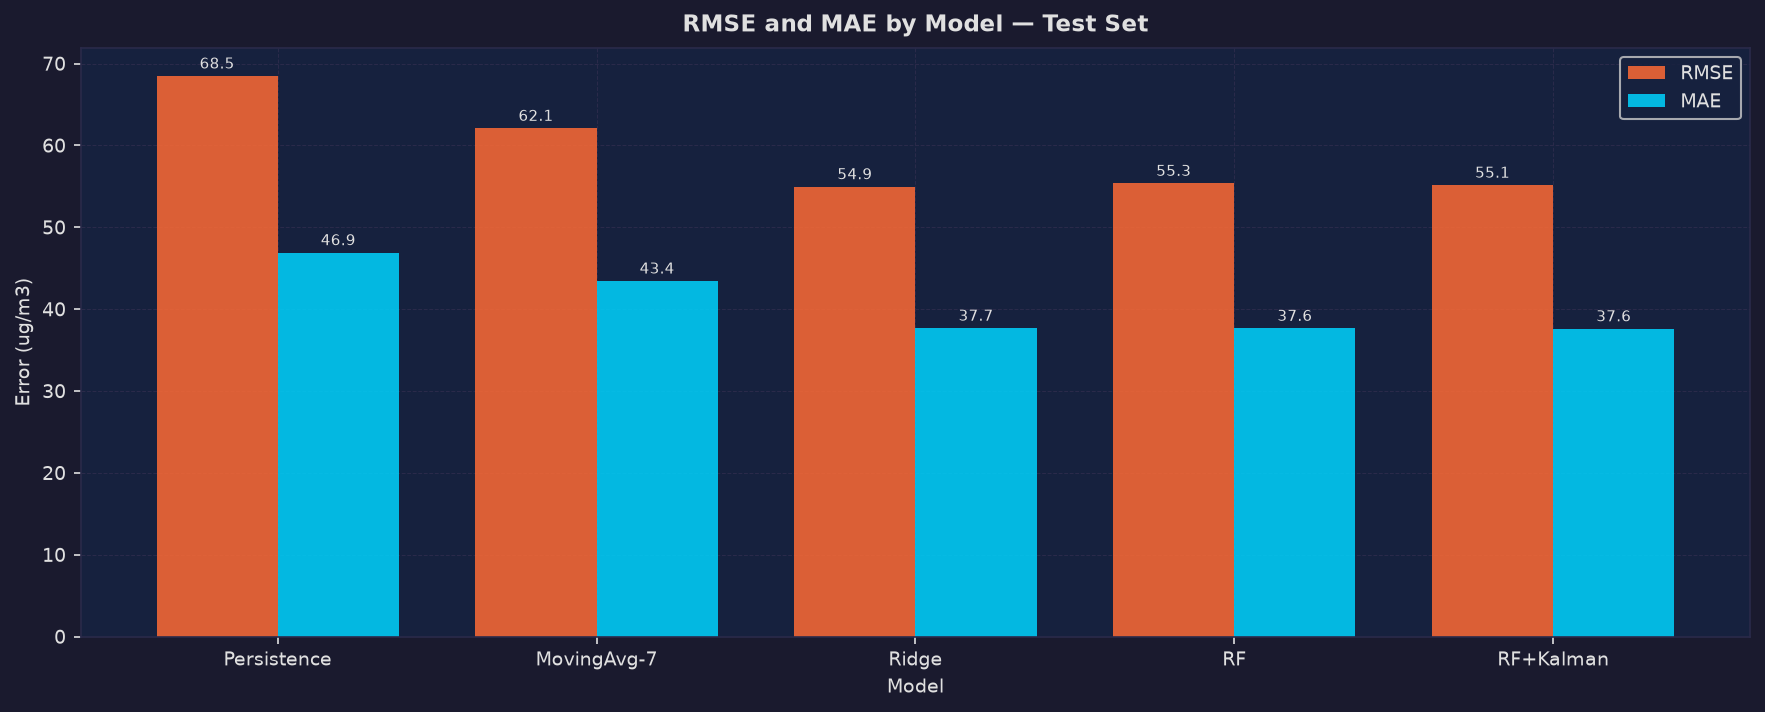 RMSE and MAE by Model — Test Set
RMSE
MAE
Error (ug/m3)
70
60
50
40
30
20
10
0
68.5
46.9
62.1
43.4
54.9
37.7
55.3
37.6
55.1
37.6
Persistence
MovingAvg-7
Ridge
RF
RF+Kalman
Model